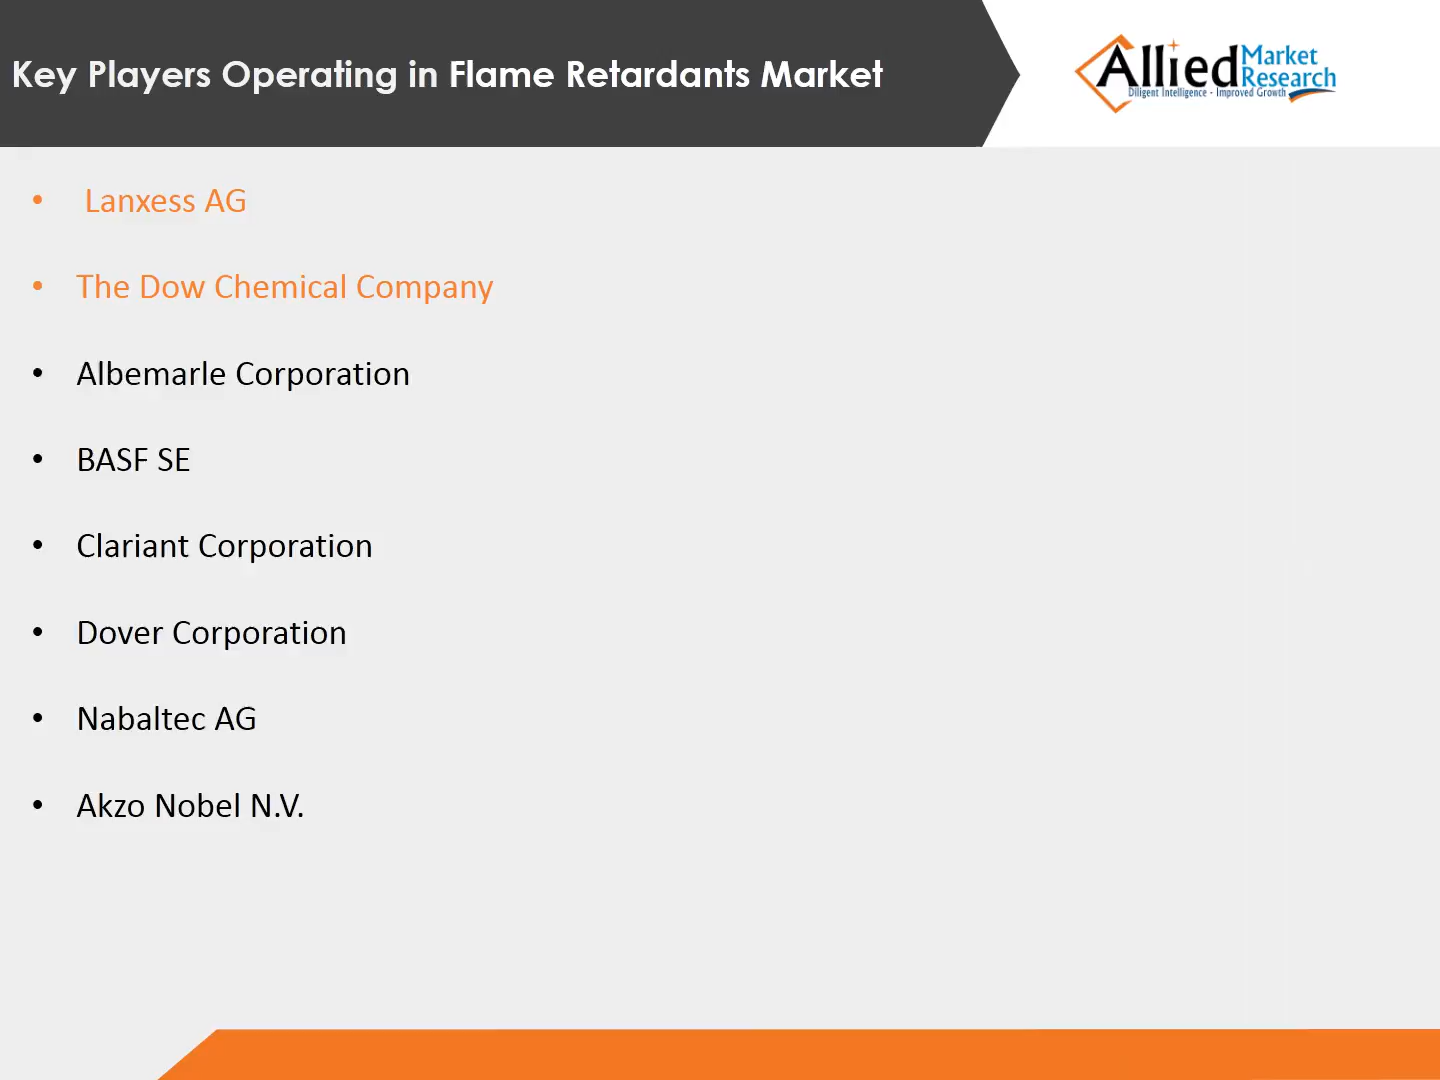 Key Players Operating in Flame Retardants Market
Allied Market Research
Diligent Intelligence - Improved Growth
• Lanxess AG
• The Dow Chemical Company
• Albemarle Corporation
• BASF SE
• Clariant Corporation
• Dover Corporation
• Nabaltec AG
• Akzo Nobel N.V.